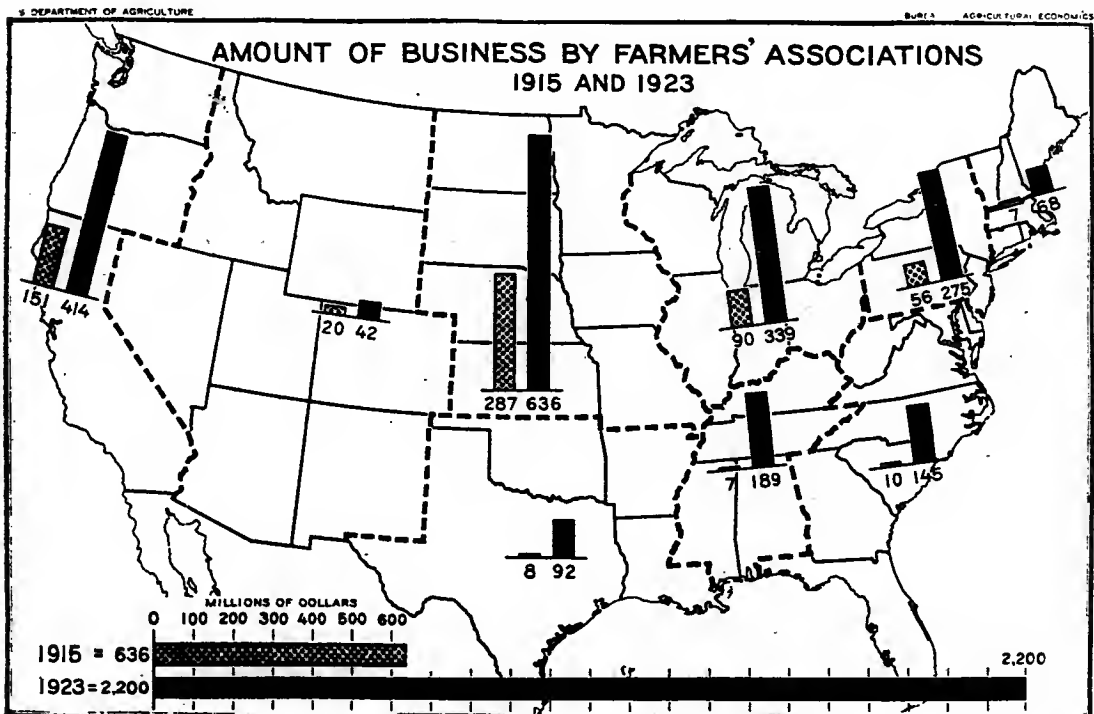 S DEPARTMENT OF AGRICULTURE
AGRICULTURAL ECONOMICS
AMOUNT OF BUSINESS BY FARMERS' ASSOCIATIONS
1915 AND 1923
7 68
151 414
56 275
20 42
90 339
287 636
7 189
10 145
8 92
MILLIONS OF DOLLARS
0 100 200 300 400 500 600
1915 = 636
2,200
1923=2,200